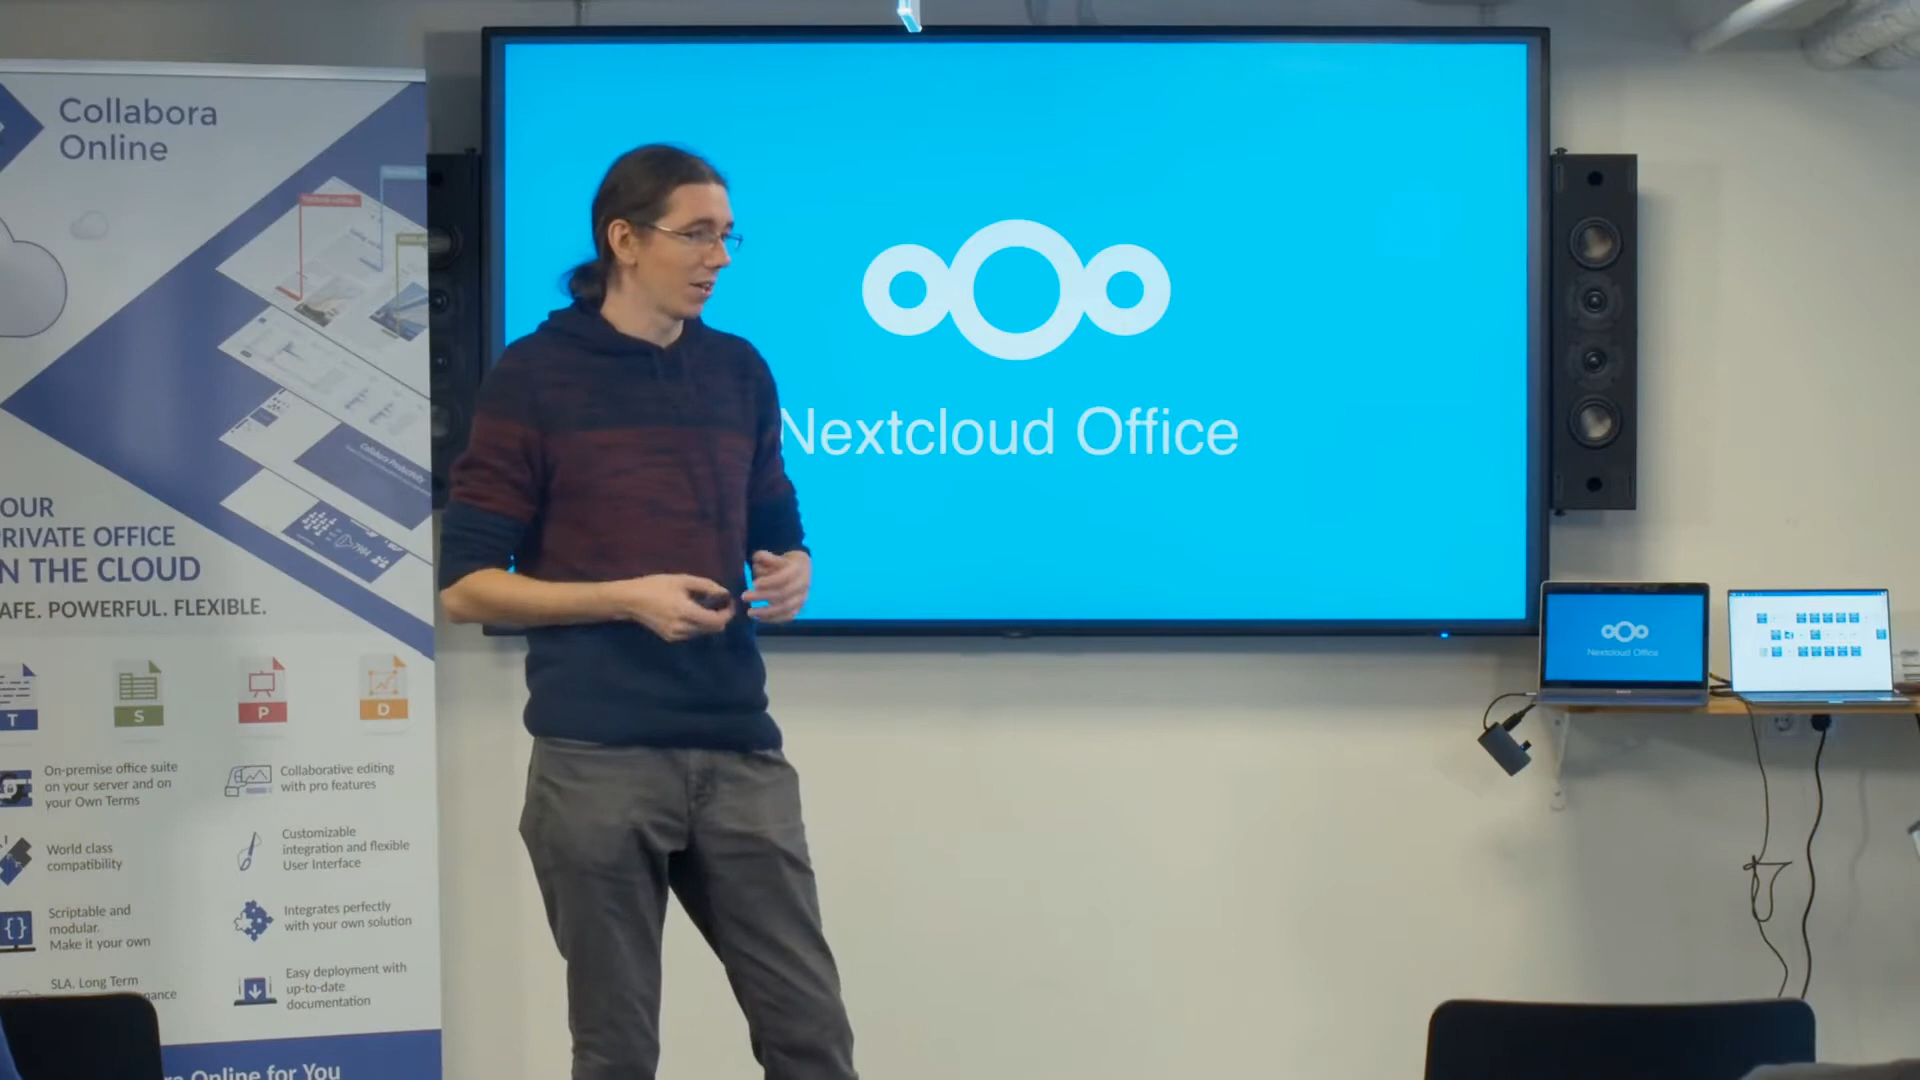 Collabora
Online
OUR
RIVATE OFFICE
N THE CLOUD
AFE. POWERFUL. FLEXIBLE.
T
S
P
D
On-premise office suite
on your server and on
your Own Terms
Collaborative editing
with pro features
World class
compatibility
Customizable
integration and flexible
User Interface
Scriptable and
modular.
Make it your own
Integrates perfectly
with your own solution
SLA. Long Term
nance
Easy deployment with
up-to-date
documentation
Online for You
Collabora Productivity
Nextcloud Office
Nextcloud Office